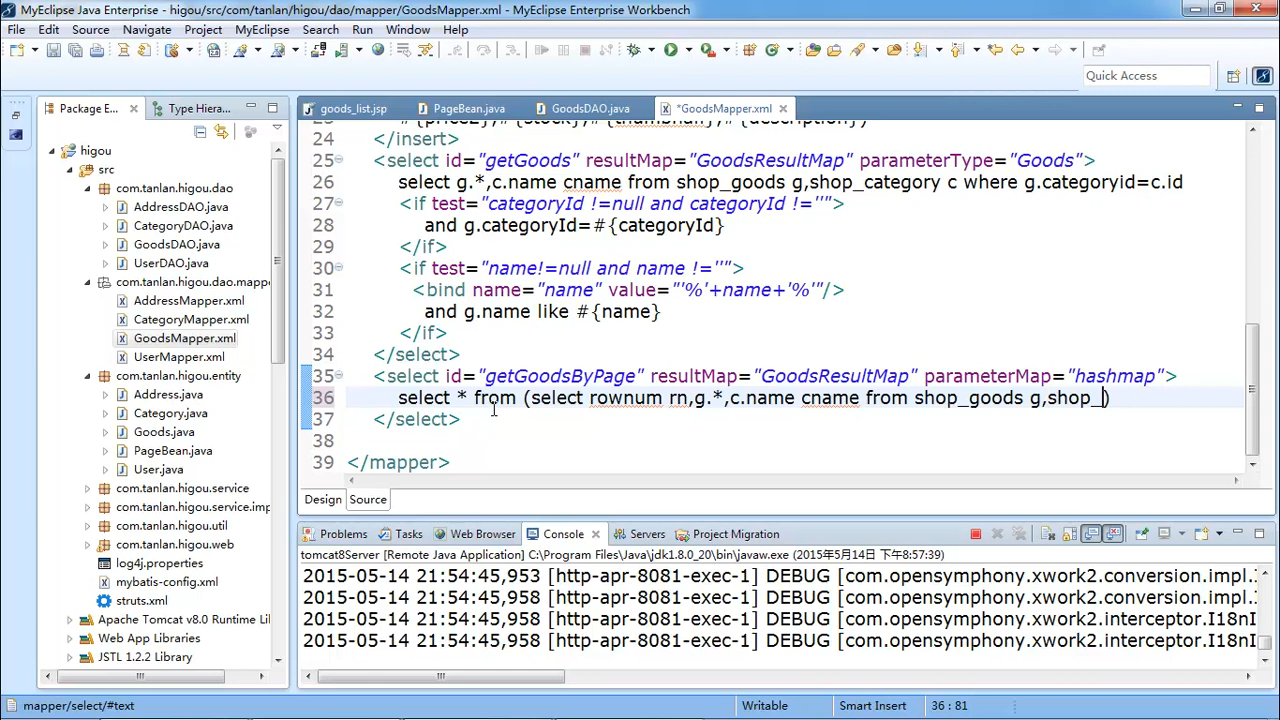 MyEclipse Java Enterprise - higou/src/com/tanlan/higou/dao/mapper/GoodsMapper.xml - MyEclipse Enterprise Workbench
File Edit Source Navigate Project MyEclipse Search Run Window Help
Quick Access
Package E... Type Hiera...
goods_list.jsp PageBean.java GoodsDAO.java *GoodsMapper.xml
higou
src
com.tanlan.higou.dao
AddressDAO.java
CategoryDAO.java
GoodsDAO.java
UserDAO.java
com.tanlan.higou.dao.mappe
AddressMapper.xml
CategoryMapper.xml
GoodsMapper.xml
UserMapper.xml
com.tanlan.higou.entity
Address.java
Category.java
Goods.java
PageBean.java
User.java
com.tanlan.higou.service
com.tanlan.higou.service.imp
com.tanlan.higou.util
com.tanlan.higou.web
log4j.properties
mybatis-config.xml
struts.xml
Apache Tomcat v8.0 Runtime Li
Web App Libraries
JSTL 1.2.2 Library
23 #{price2},#{stock},#{thumbnail},#{description})
24 </insert>
25 <select id="getGoods" resultMap="GoodsResultMap" parameterType="Goods">
26 select g.*,c.name cname from shop_goods g,shop_category c where g.categoryid=c.id
27 <if test="categoryId !=null and categoryId !=''">
28 and g.categoryId=#{categoryId}
29 </if>
30 <if test="name!=null and name !=''">
31 <bind name="name" value="'%'+name+'%'"/>
32 and g.name like #{name}
33 </if>
34 </select>
35 <select id="getGoodsByPage" resultMap="GoodsResultMap" parameterMap="hashmap">
36 select * from (select rownum rn,g.*,c.name cname from shop_goods g,shop_)
37 </select>
38
39 </mapper>
Design Source
Problems Tasks Web Browser Console Servers Project Migration
tomcat8Server [Remote Java Application] C:\Program Files\Java\jdk1.8.0_20\bin\javaw.exe (2015年5月14日 下午8:57:39)
2015-05-14 21:54:45,953 [http-apr-8081-exec-1] DEBUG [com.opensymphony.xwork2.conversion.impl.I
2015-05-14 21:54:45,958 [http-apr-8081-exec-1] DEBUG [com.opensymphony.xwork2.conversion.impl.I
2015-05-14 21:54:45,958 [http-apr-8081-exec-1] DEBUG [com.opensymphony.xwork2.interceptor.I18nI
2015-05-14 21:54:45,958 [http-apr-8081-exec-1] DEBUG [com.opensymphony.xwork2.interceptor.I18nI
mapper/select/#text Writable Smart Insert 36 : 81